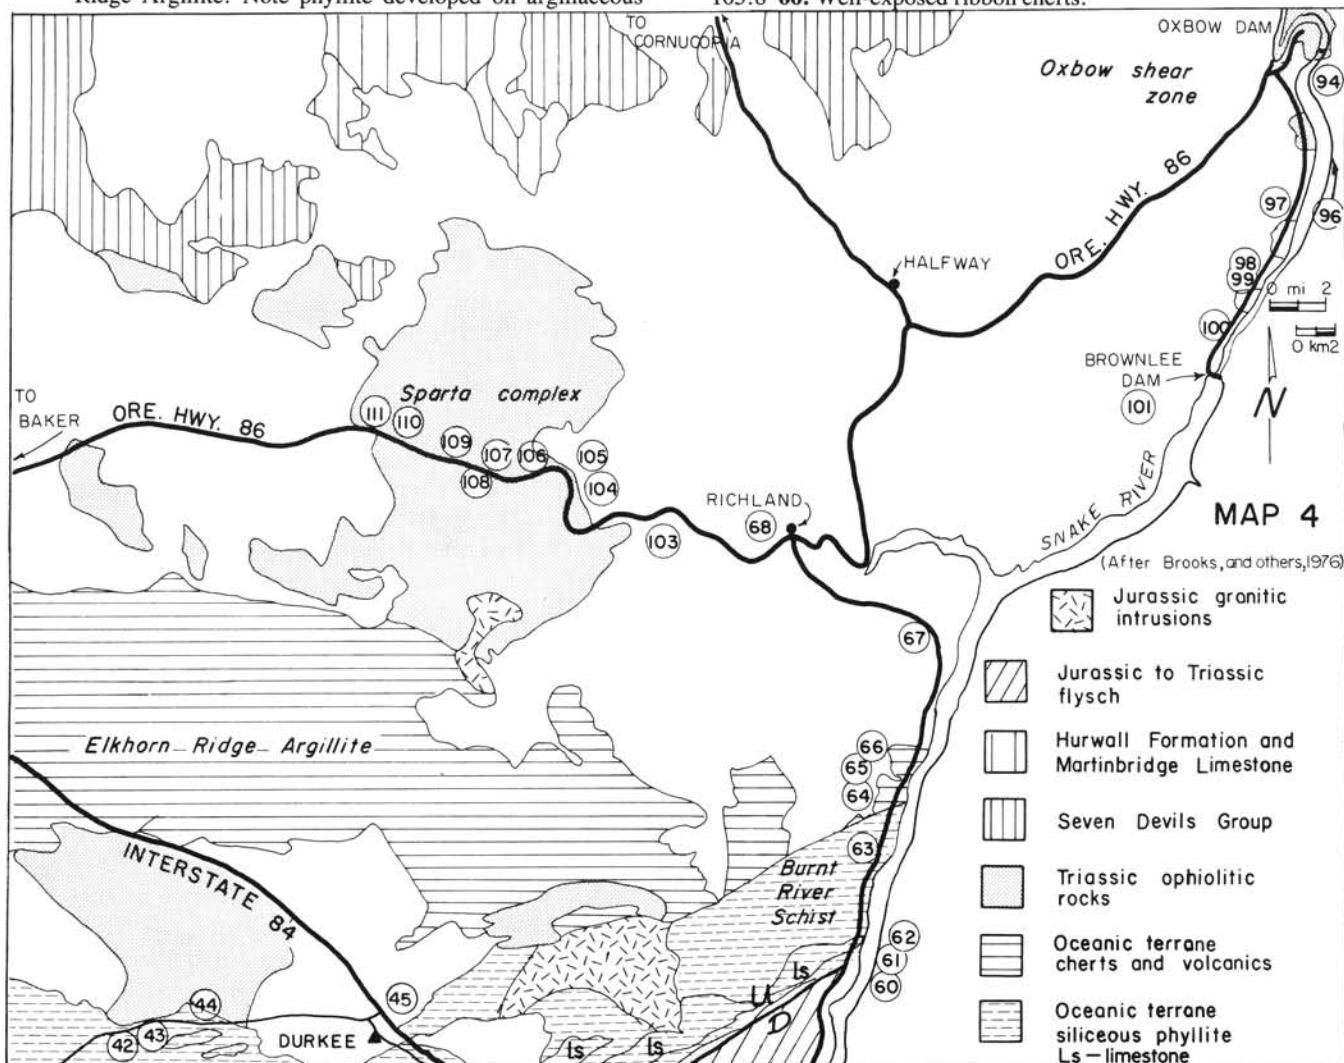 Ridge Argillite. Note phyllite developed on argillaceous
105.8 66. Well-exposed ribbon cherts.
TO
CORNUCOPIA
OXBOW DAM
Oxbow shear
zone
94
ORE. HWY. 86
97
96
HALFWAY
98
99
0 mi 2
100
0 km2
BROWNLEE
DAM
101
N
TO
BAKER
ORE. HWY. 86
Sparta complex
111
110
109
107
106
105
108
104
103
RICHLAND
68
SNAKE RIVER
MAP 4
(After Brooks, and others, 1976)
Jurassic granitic
intrusions
67
Jurassic to Triassic
flysch
Elkhorn Ridge Argillite
66
65
64
Hurwall Formation and
Martinbridge Limestone
Seven Devils Group
INTERSTATE 84
63
Burnt
River
Schist
Triassic ophiolitic
rocks
62
61
60
Oceanic terrane
cherts and volcanics
ls
U
D
44
45
43
42
DURKEE
ls
ls
Oceanic terrane
siliceous phyllite
Ls – limestone